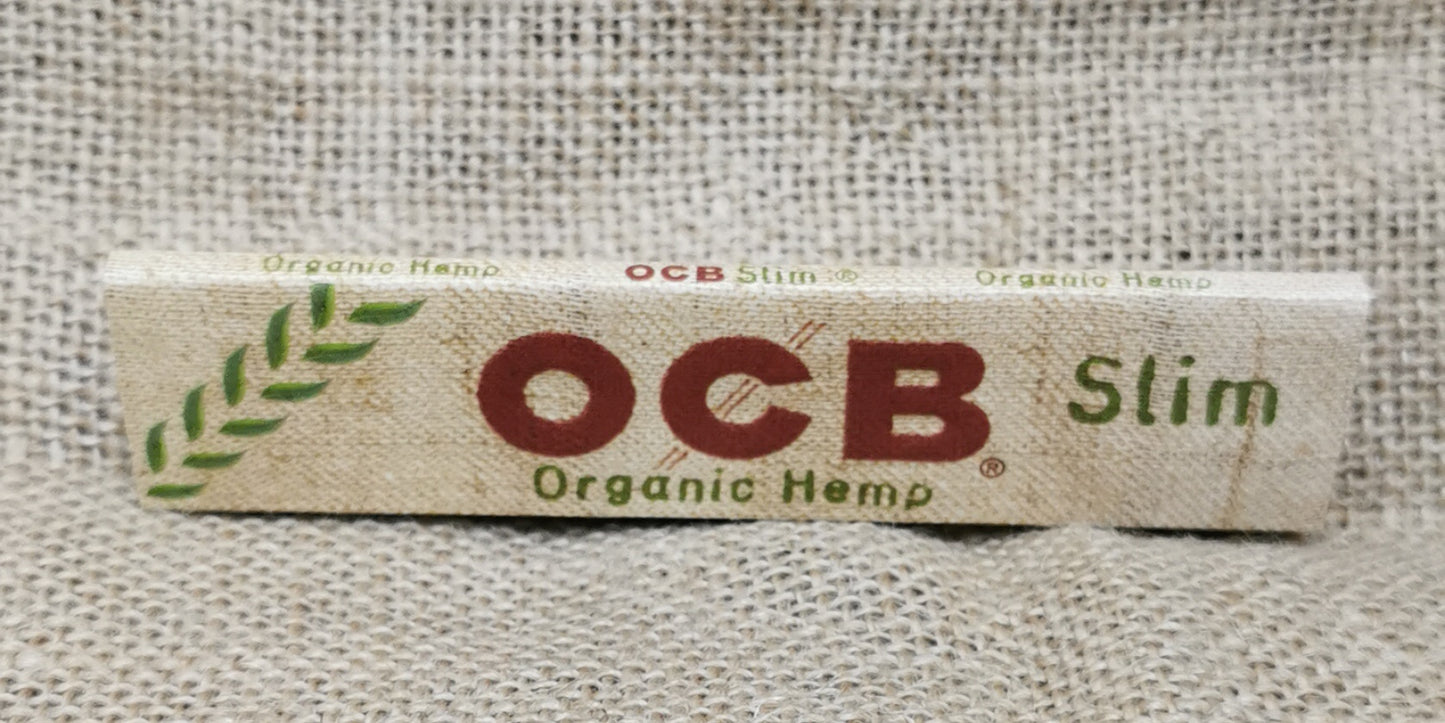 Organic Hemp OCB Slim ® Organic Hemp
OCB® Slim
Organic Hemp